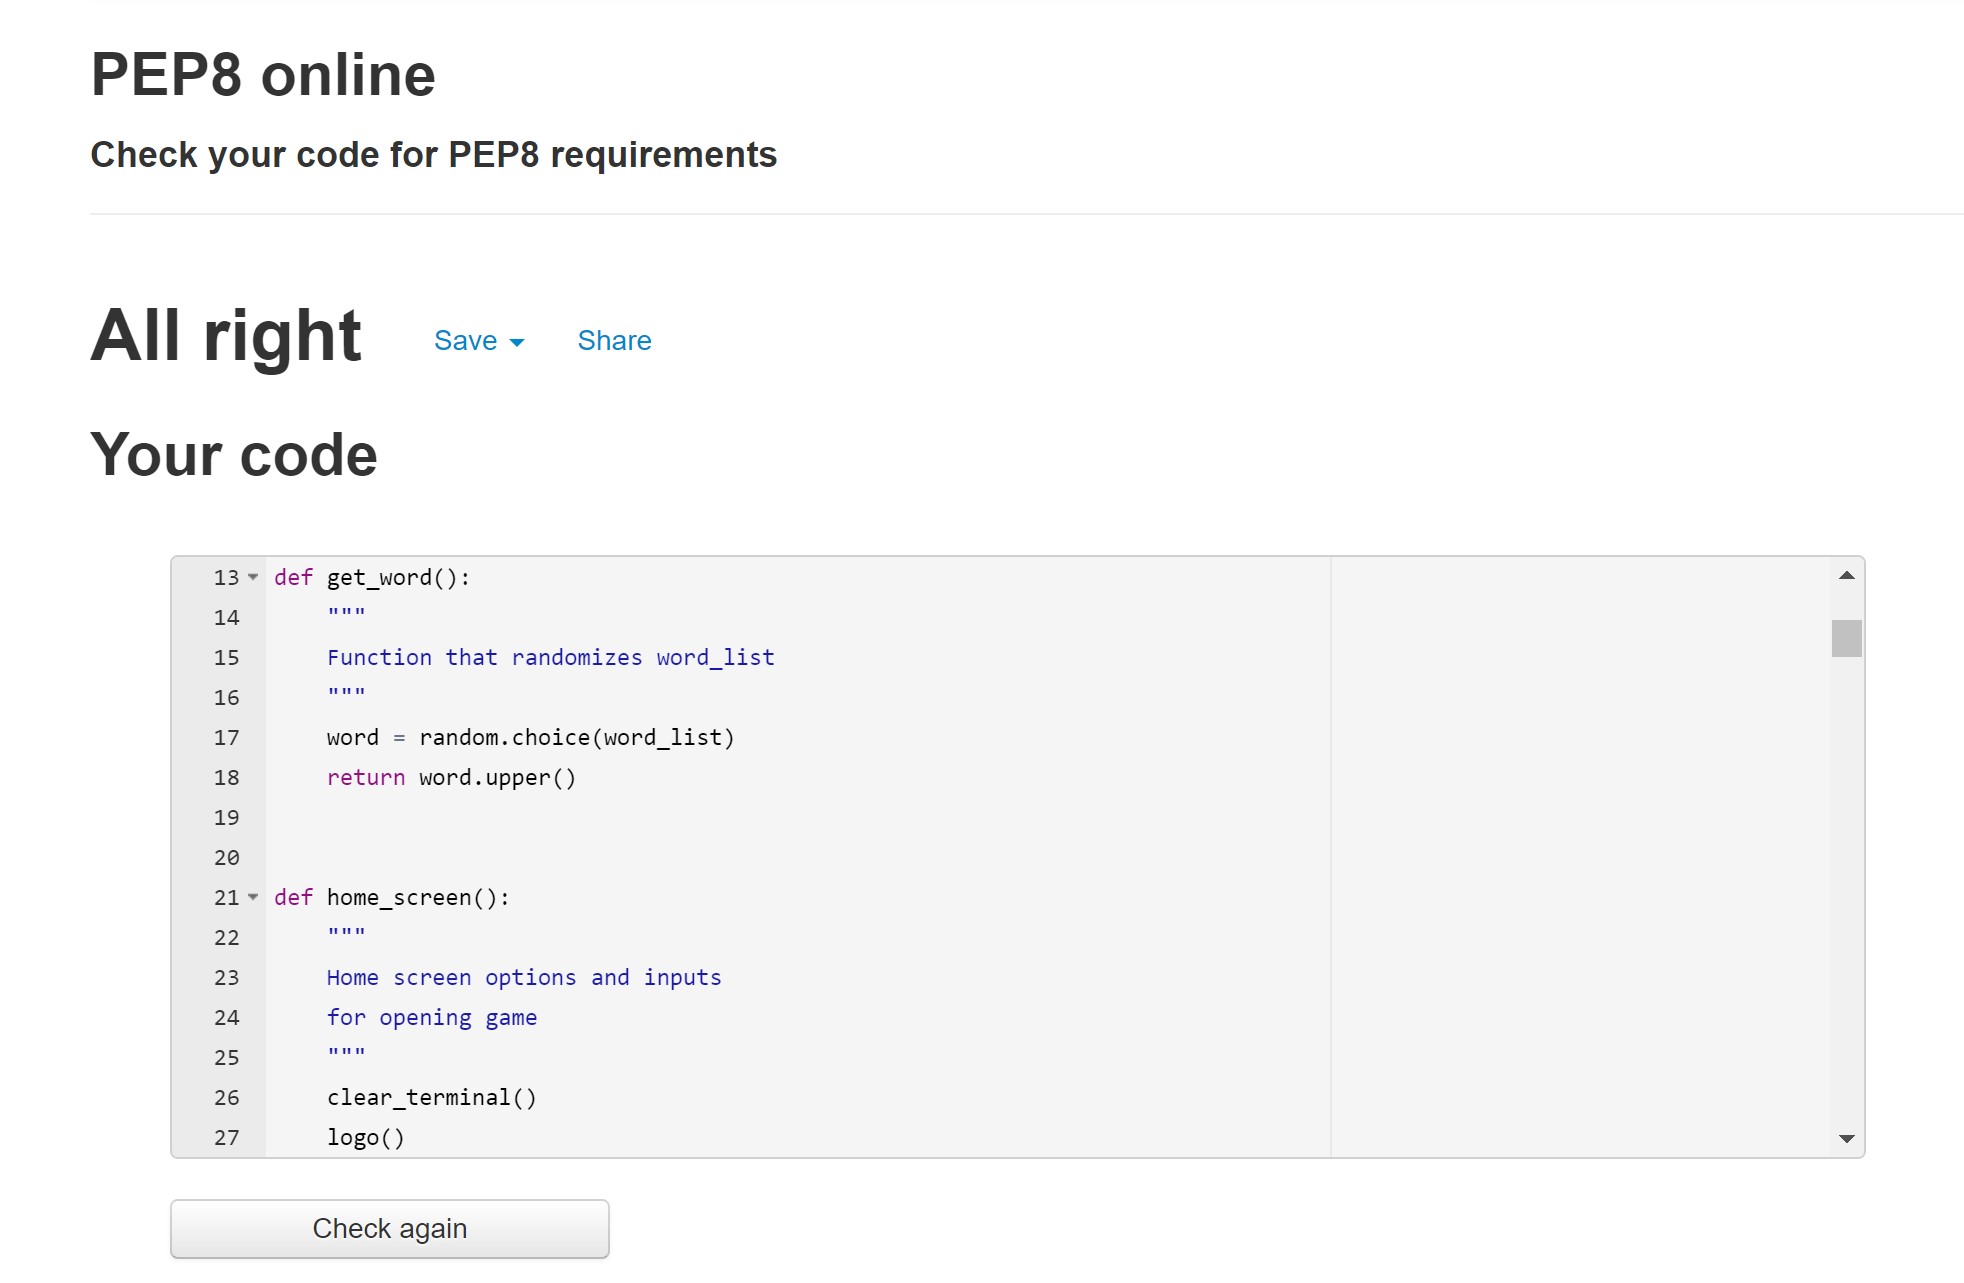 PEP8 online
Check your code for PEP8 requirements
All right Save Share
Your code
13 def get_word():
14     """
15     Function that randomizes word_list
16     """
17     word = random.choice(word_list)
18     return word.upper()
19
20
21 def home_screen():
22     """
23     Home screen options and inputs
24     for opening game
25     """
26     clear_terminal()
27     logo()
Check again